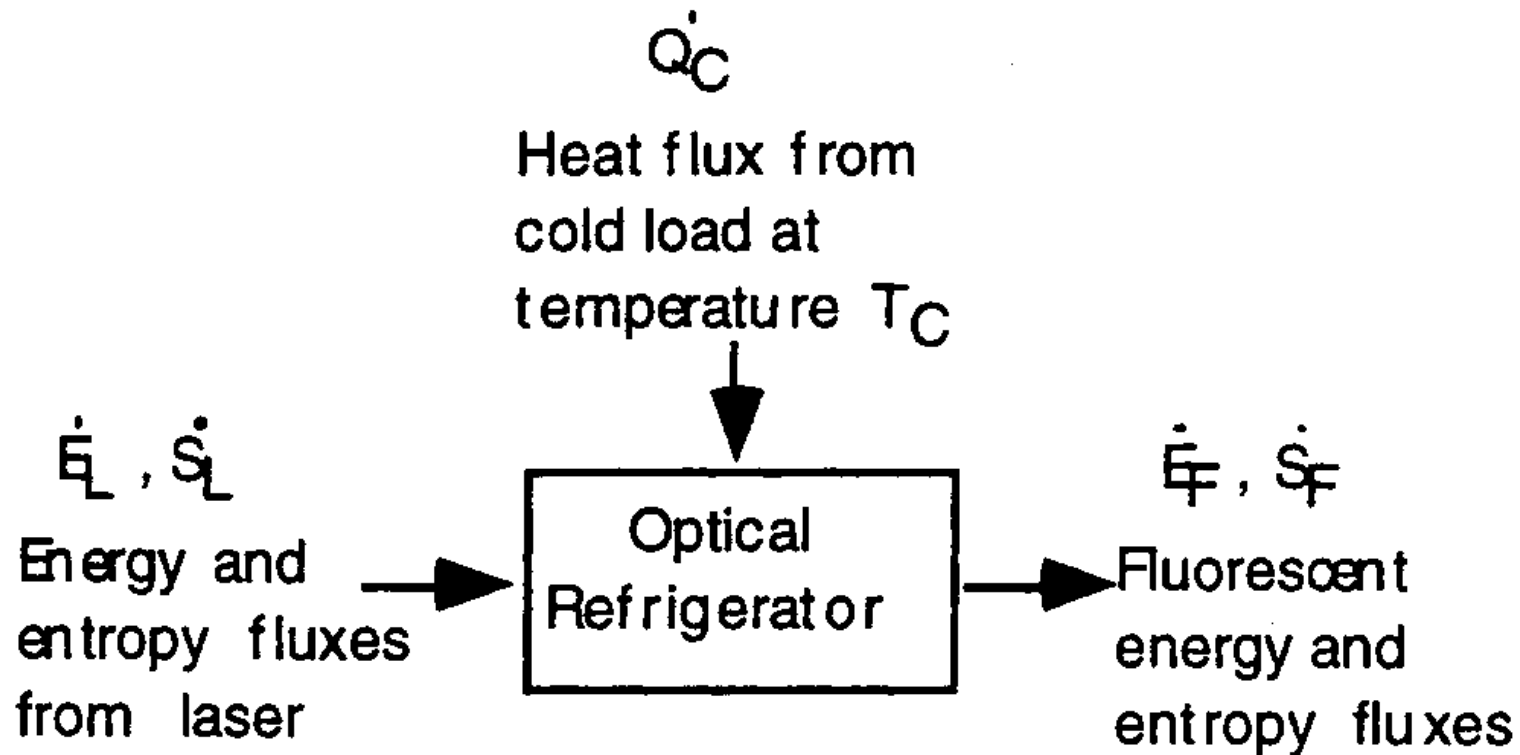 Q̇C
Heat flux from
cold load at
temperature TC
ĖL , ṠL
Energy and
entropy fluxes
from laser
Optical
Refrigerator
ĖF , ṠF
Fluorescent
energy and
entropy fluxes